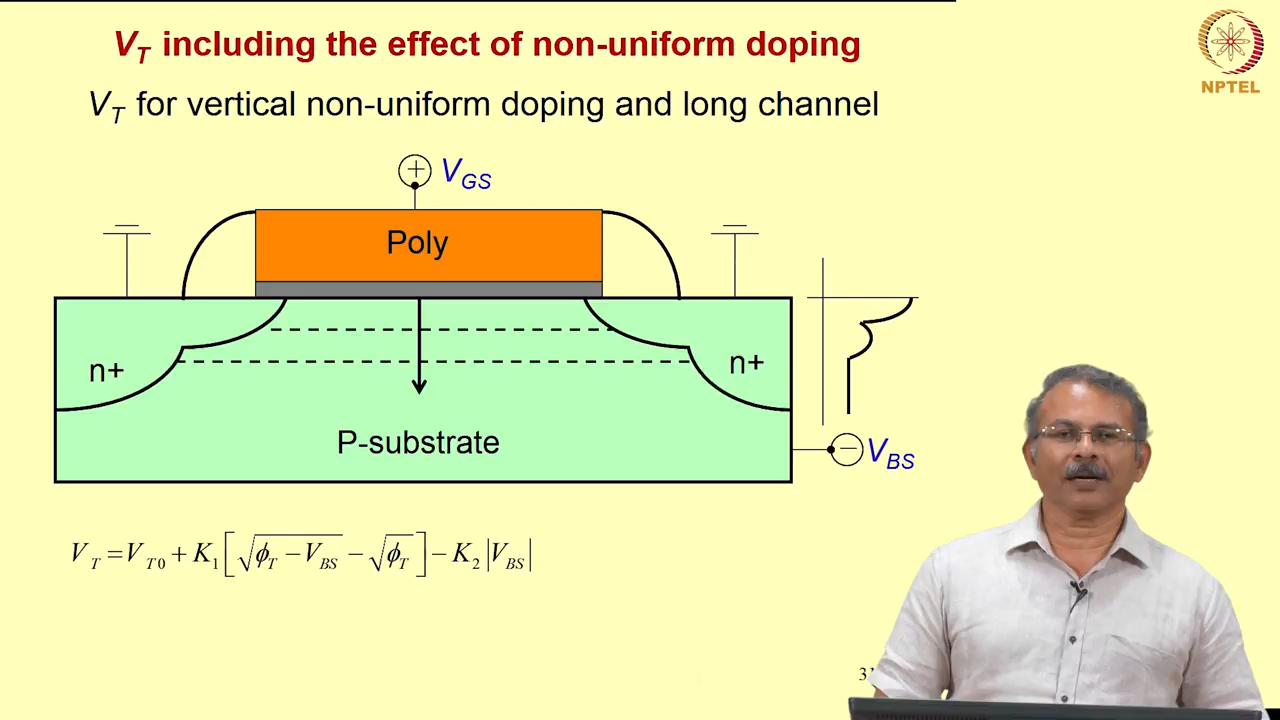 V_T including the effect of non-uniform doping
NPTEL
V_T for vertical non-uniform doping and long channel
V_GS
Poly
n+
n+
P-substrate
V_BS
V_T = V_T0 + K_1 [ √(ϕ_T − V_BS) − √ϕ_T ] − K_2 |V_BS|